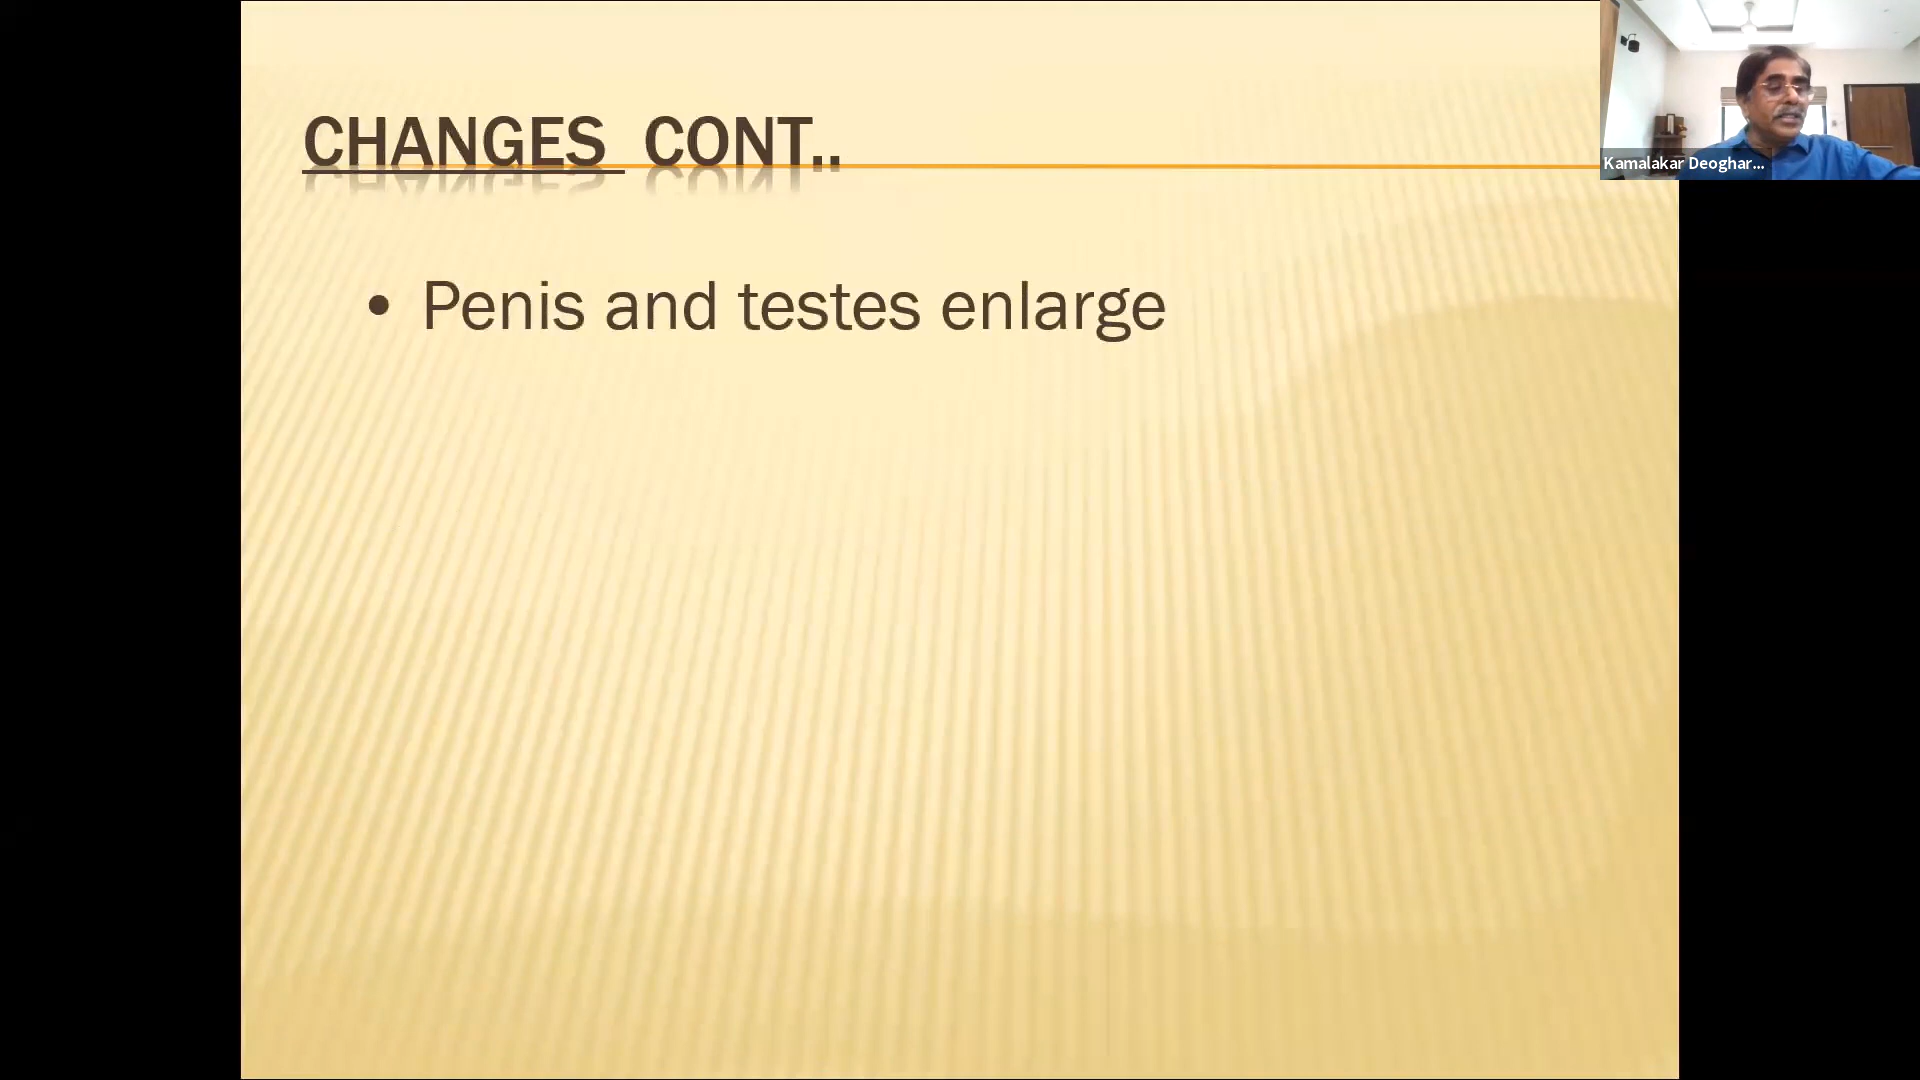 CHANGES CONT..
• Penis and testes enlarge
Kamalakar Deoghar...